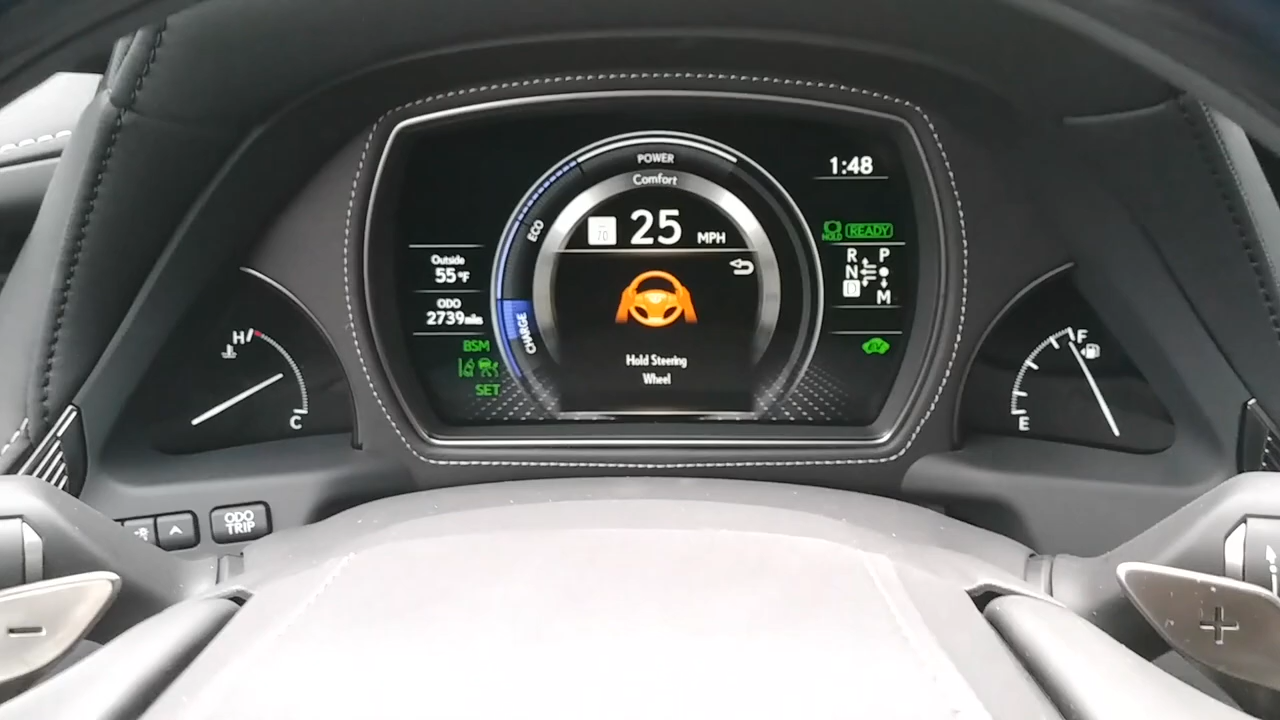 POWER
Comfort
ECO
CHARGE
70
25 MPH
Hold Steering
Wheel
1:48
HOLD
READY
R P
N
D M
EV
Outside
55°F
ODO
2739miles
BSM
SET
H
C
F
E
ODO
TRIP
-
+